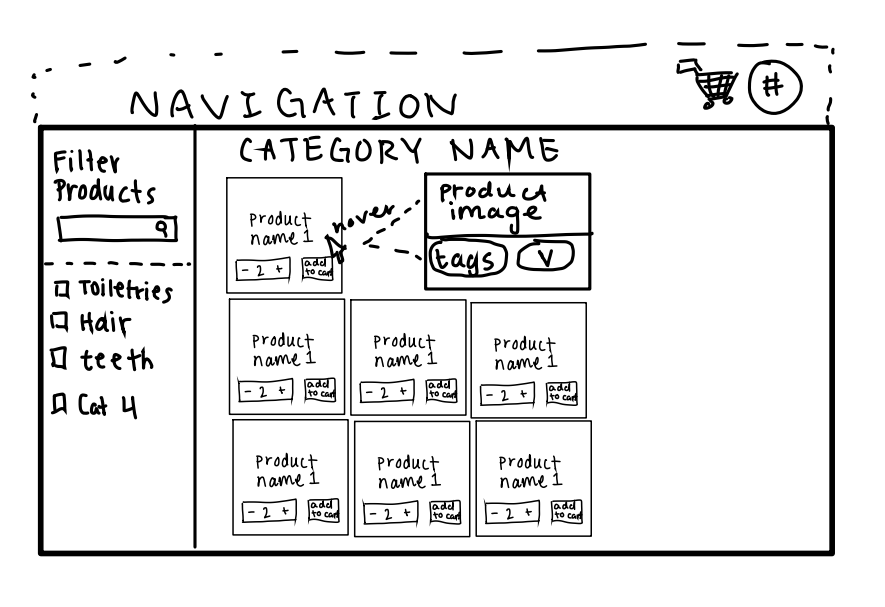 NAVIGATION
#
Filter
Products
Toiletries
Hair
teeth
Cat 4
CATEGORY NAME
Product
name 1
- 2 +
add
to cart
hover
product
image
tags
V
Product
name 1
- 2 +
add
to cart
Product
name 1
- 2 +
add
to cart
Product
name 1
- 2 +
add
to cart
Product
name 1
- 2 +
add
to cart
Product
name 1
- 2 +
add
to cart
Product
name 1
- 2 +
add
to cart